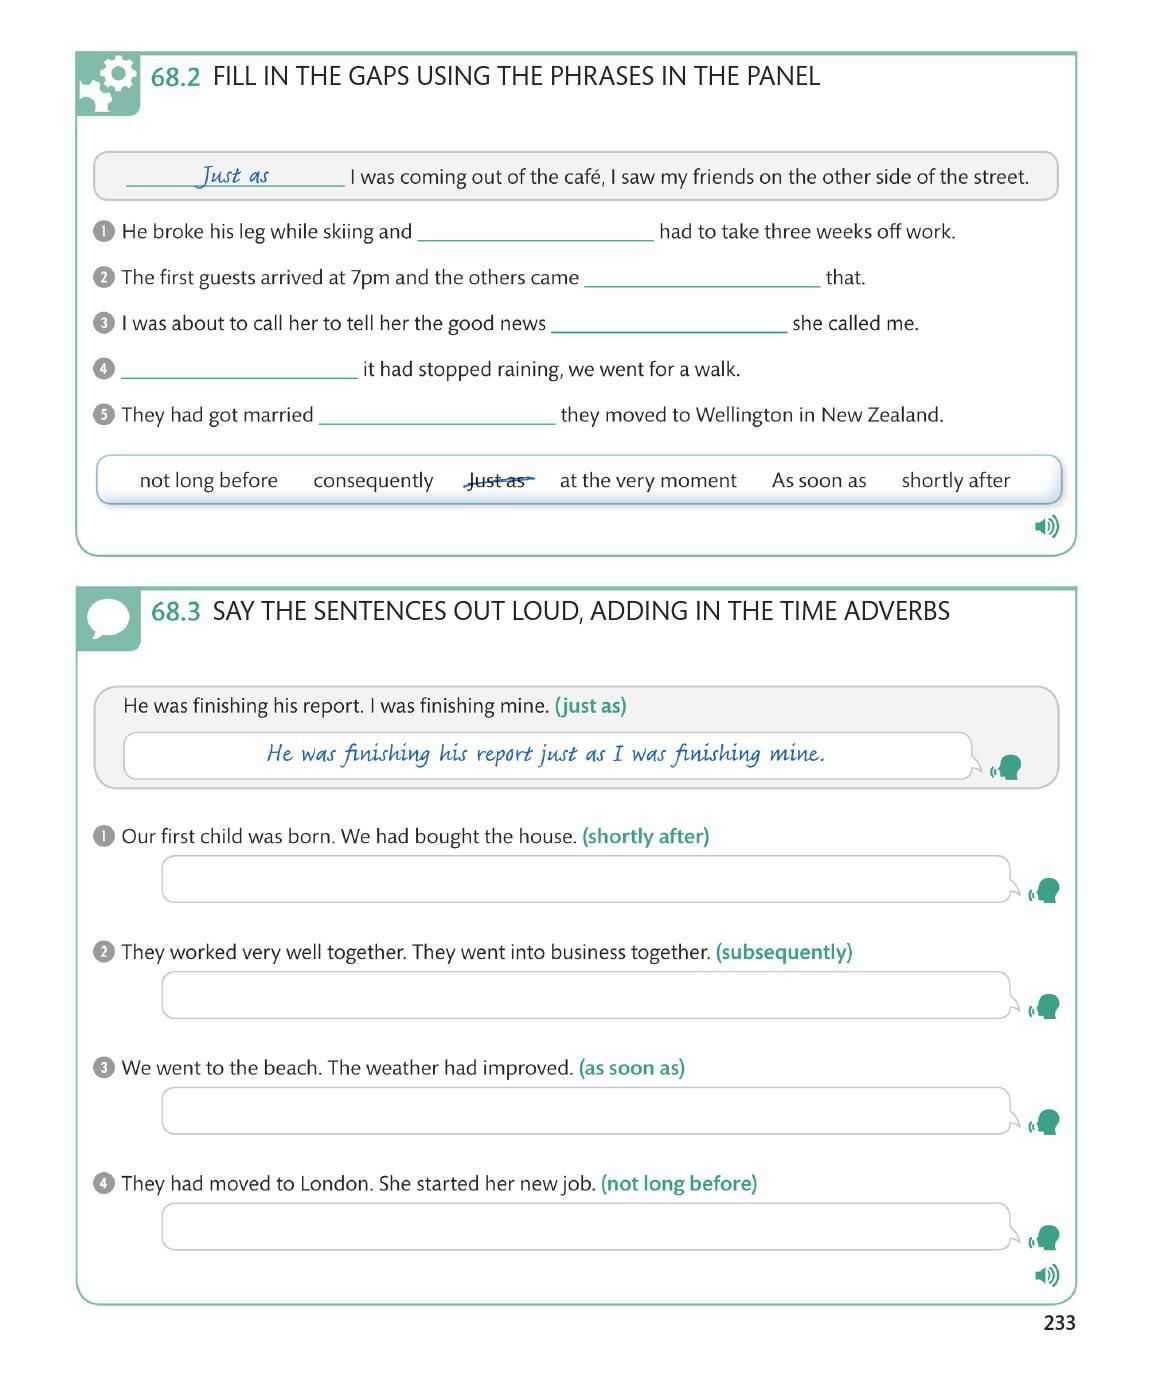 68.2 FILL IN THE GAPS USING THE PHRASES IN THE PANEL
Just as I was coming out of the café, I saw my friends on the other side of the street.
1 He broke his leg while skiing and ____ had to take three weeks off work.
2 The first guests arrived at 7pm and the others came ____ that.
3 I was about to call her to tell her the good news ____ she called me.
4 ____ it had stopped raining, we went for a walk.
5 They had got married ____ they moved to Wellington in New Zealand.
not long before consequently Just as at the very moment As soon as shortly after
68.3 SAY THE SENTENCES OUT LOUD, ADDING IN THE TIME ADVERBS
He was finishing his report. I was finishing mine. (just as)
He was finishing his report just as I was finishing mine.
1 Our first child was born. We had bought the house. (shortly after)
2 They worked very well together. They went into business together. (subsequently)
3 We went to the beach. The weather had improved. (as soon as)
4 They had moved to London. She started her new job. (not long before)
233